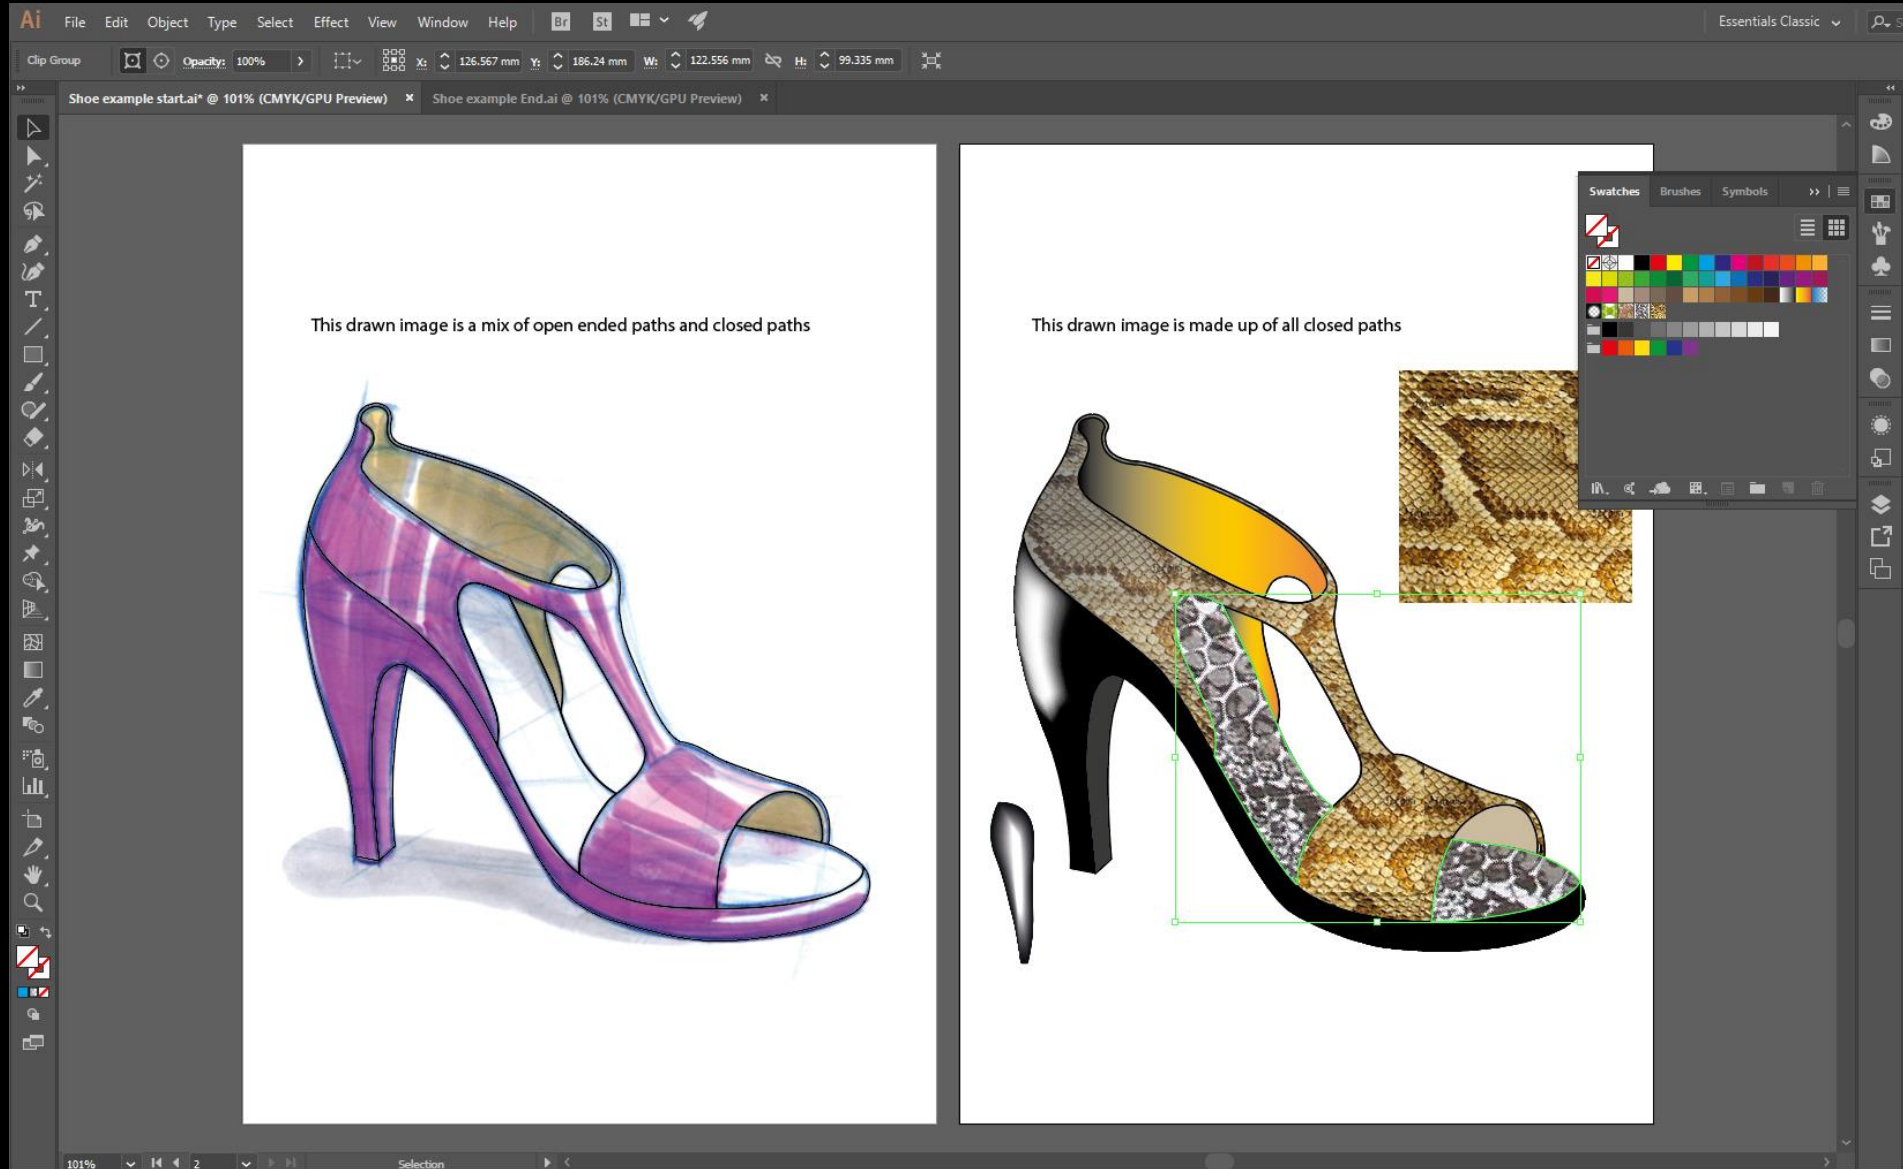 Ai File Edit Object Type Select Effect View Window Help Br St Essentials Classic
Clip Group Opacity: 100% X: 126.567 mm Y: 186.24 mm W: 122.556 mm H: 99.335 mm
Shoe example start.ai* @ 101% (CMYK/GPU Preview) × Shoe example End.ai @ 101% (CMYK/GPU Preview) ×
Swatches Brushes Symbols
This drawn image is a mix of open ended paths and closed paths
This drawn image is made up of all closed paths
101% 2 Selection